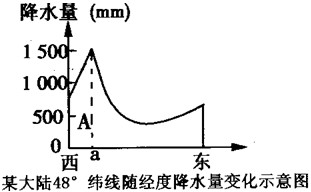 降水量 (mm)
1 500
1 000
500
A
0
西 a 东
某大陆48°纬线随经度降水量变化示意图